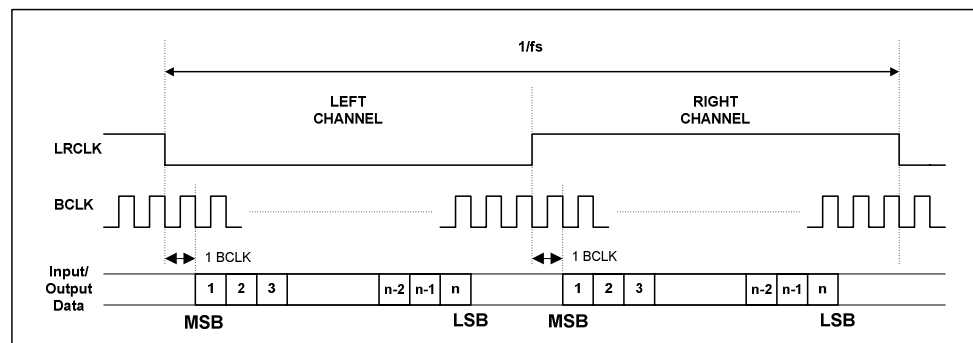 1/fs
LEFT
CHANNEL
RIGHT
CHANNEL
LRCLK
BCLK
1 BCLK
1 BCLK
Input/
Output
Data
1 2 3 n-2 n-1 n 1 2 3 n-2 n-1 n
MSB LSB MSB LSB